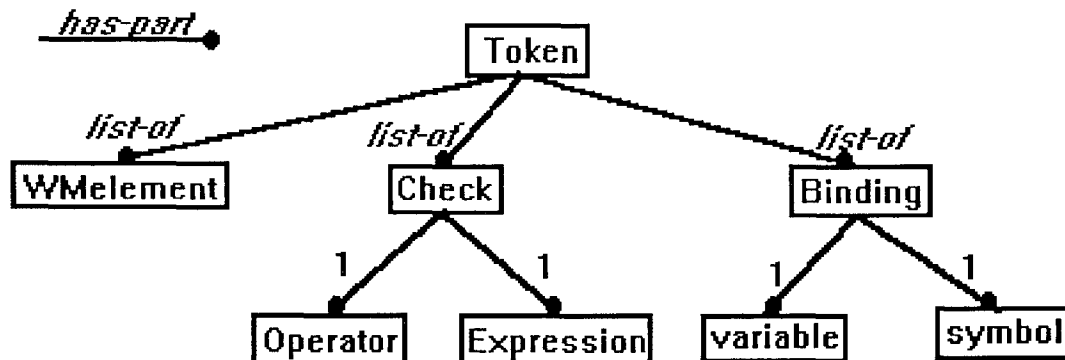 has-part
Token
list-of list-of list-of
WMelement Check Binding
1 1 1 1
Operator Expression variable symbol